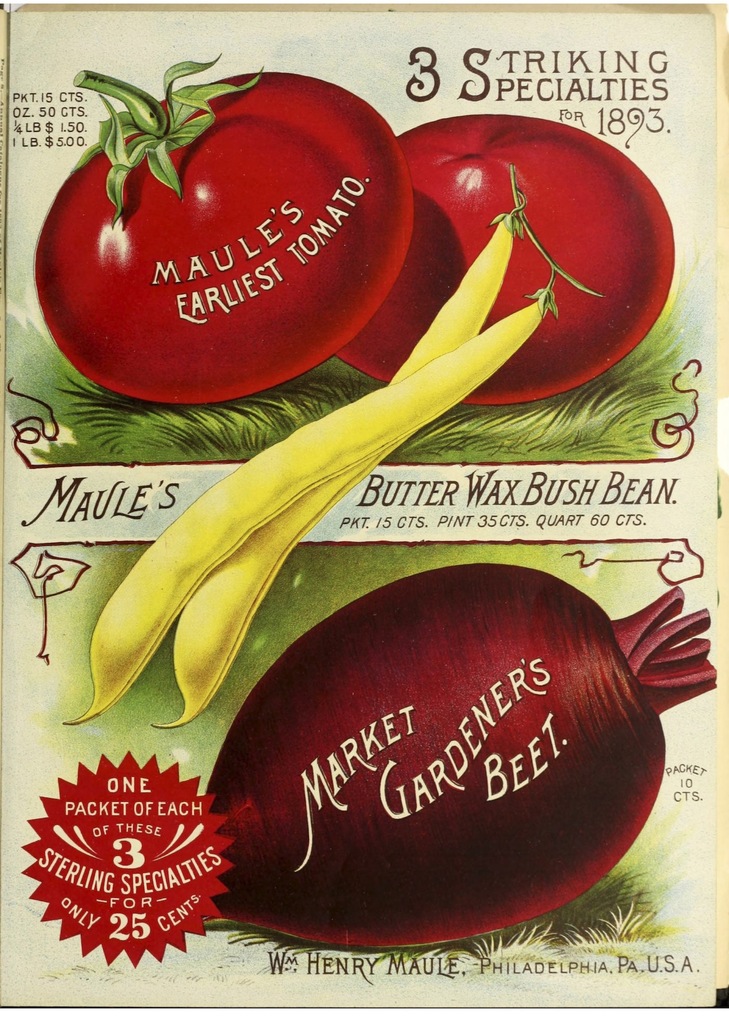 3 STRIKING
SPECIALTIES
FOR 1893.
PKT. 15 CTS.
OZ. 50 CTS.
¼ LB $ 1.50.
1 LB. $5.00.
MAULE'S
EARLIEST TOMATO.
MAULE'S BUTTER WAX BUSH BEAN.
PKT. 15 CTS. PINT 35 CTS. QUART 60 CTS.
MARKET
GARDENER'S
BEET.
PACKET
10
CTS.
ONE
PACKET OF EACH
OF THESE
3
STERLING SPECIALTIES
-FOR-
ONLY 25 CENTS.
WM. HENRY MAULE, PHILADELPHIA, PA. U.S.A.